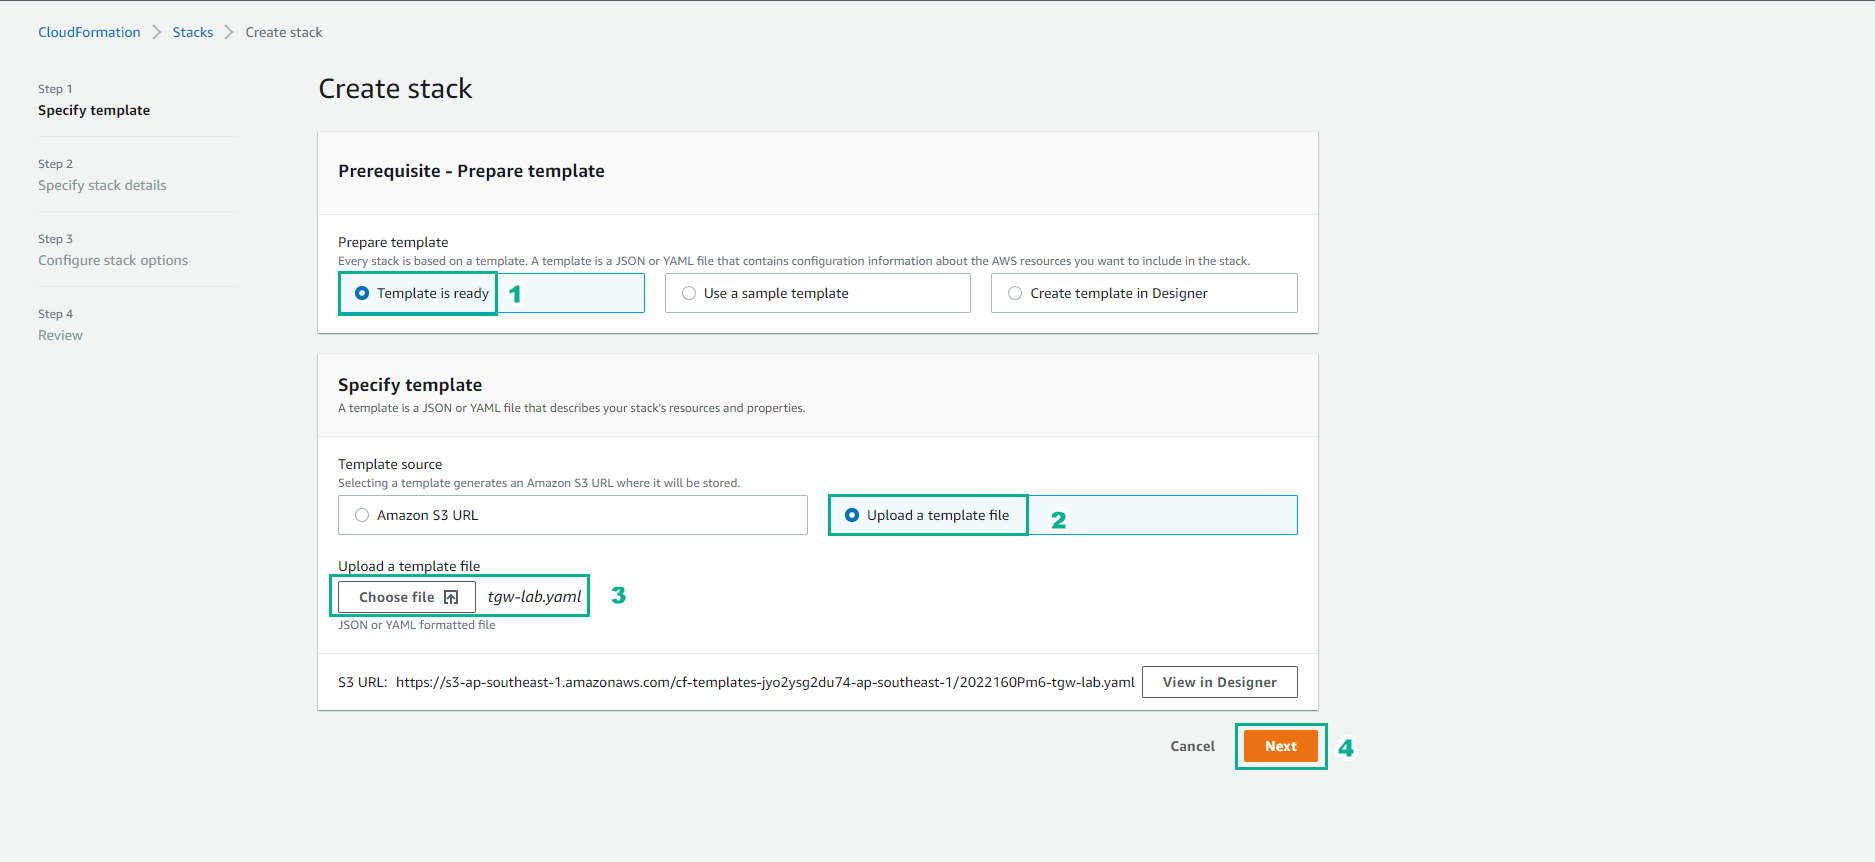 CloudFormation > Stacks > Create stack
Step 1
Specify template
Step 2
Specify stack details
Step 3
Configure stack options
Step 4
Review
Create stack
Prerequisite - Prepare template
Prepare template
Every stack is based on a template. A template is a JSON or YAML file that contains configuration information about the AWS resources you want to include in the stack.
Template is ready 1 Use a sample template Create template in Designer
Specify template
A template is a JSON or YAML file that describes your stack's resources and properties.
Template source
Selecting a template generates an Amazon S3 URL where it will be stored.
Amazon S3 URL Upload a template file 2
Upload a template file
Choose file tgw-lab.yaml 3
JSON or YAML formatted file
S3 URL: https://s3-ap-southeast-1.amazonaws.com/cf-templates-jyo2ysg2du74-ap-southeast-1/2022160Pm6-tgw-lab.yaml View in Designer
Cancel Next 4